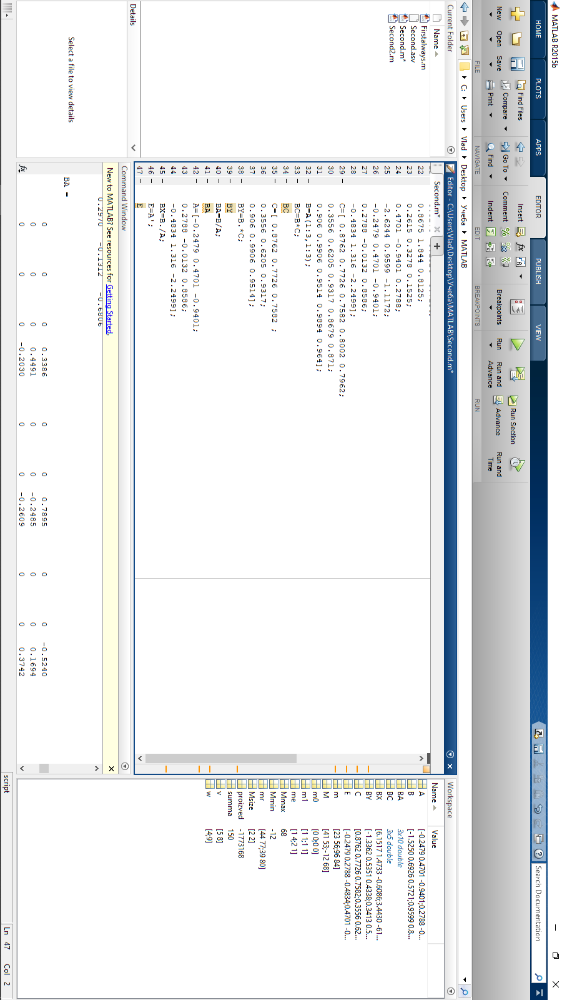 MATLAB R2015b
HOME
PLOTS
APPS
EDITOR
PUBLISH
VIEW
Search Documentation
New
Open
Save
Find Files
Compare
Print
Go To
Find
Insert
Comment
Indent
fx
Breakpoints
Run
Run and
Advance
Run Section
Advance
Run and
Time
FILE
NAVIGATE
EDIT
BREAKPOINTS
RUN
C: Users Vlad Desktop Учеба MATLAB
Current Folder
Name
Firstalways.m
Second.asv
Second.m*
Second2.m
Details
Select a file to view details
Editor - C:\Users\Vlad\Desktop\Учеба\MATLAB\Second.m*
Second.m*
22 0.8675 1.844 0.8125;
23 0.2615 0.3278 0.1525;
24 0.4701 -0.9401 0.2788;
25 -2.6244 0.9599 -1.1172;
26 -0.2479 0.4701 -0.9401;
27 0.2788 -0.0132 0.8586;
28 -0.4834 1.316 -2.2499];
29 - C=[ 0.8762 0.7726 0.7582 0.8002 0.7962;
30 0.3556 0.6205 0.9317 0.8679 0.871;
31 0.906 0.9906 0.9514 0.9894 0.964];
32 - B=A(1:3,1:3);
33 - BC=B*C;
34 - BC
35 - C=[ 0.8762 0.7726 0.7582 ;
36 0.3556 0.6205 0.9317;
37 0.906 0.9906 0.9514];
38 - BY=B.*C;
39 - BY
40 - BA=B/A;
41 - BA
42 - A=[-0.2479 0.4701 -0.9401;
43 0.2788 -0.0132 0.8586;
44 -0.4834 1.316 -2.2499];
45 - BX=B./A;
46 - E=A';
47 - E
Command Window
New to MATLAB? See resources for Getting Started.
0.2970 -0.1312 -0.6806
BA =
0 0 0 0.3386 0 0 0.7895 0 0 -0.5240
0 0 0 0.4491 0 0 -0.2485 0 0 0.1694
0 0 0 -0.2030 0 0 -0.2609 0 0 0.3742
fx
Workspace
Name Value
A [-0.2479 0.4701 -0.9401;0.2788 -0...
B [-1.5250 0.6926 0.5721;0.9599 0.8...
BA 3x10 double
BC 3x5 double
BX [6.1517 1.4733 -0.6086;3.4430 -61...
BY [-1.3362 0.5351 0.4338;0.3413 0.5...
C [0.8762 0.7726 0.7582;0.3556 0.62...
E [-0.2479 0.2788 -0.4834;0.4701 -0...
m [23 56;96 84]
M [41 53;-12 68]
m0 [0 0;0 0]
m1 [1 1;1 1]
me [1 4;2 1]
Mmax 68
Mmin -12
mr [44 77;39 80]
Msize [2 2]
proizved -1773168
summa 150
v [5 8]
w [4;9]
script
Ln 47 Col 2